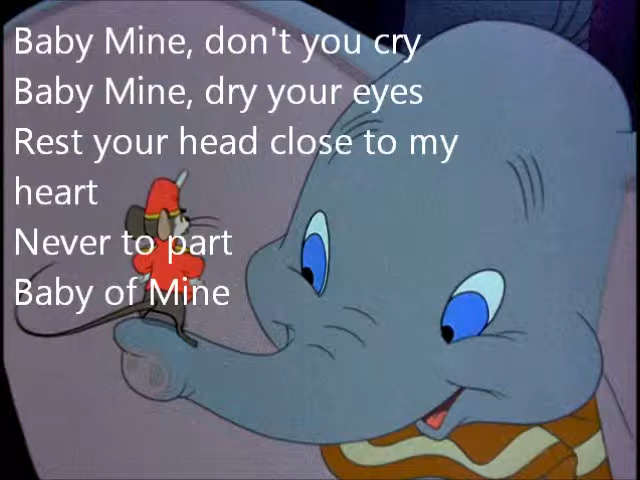 Baby Mine, don't you cry
Baby Mine, dry your eyes
Rest your head close to my
heart
Never to part
Baby of Mine